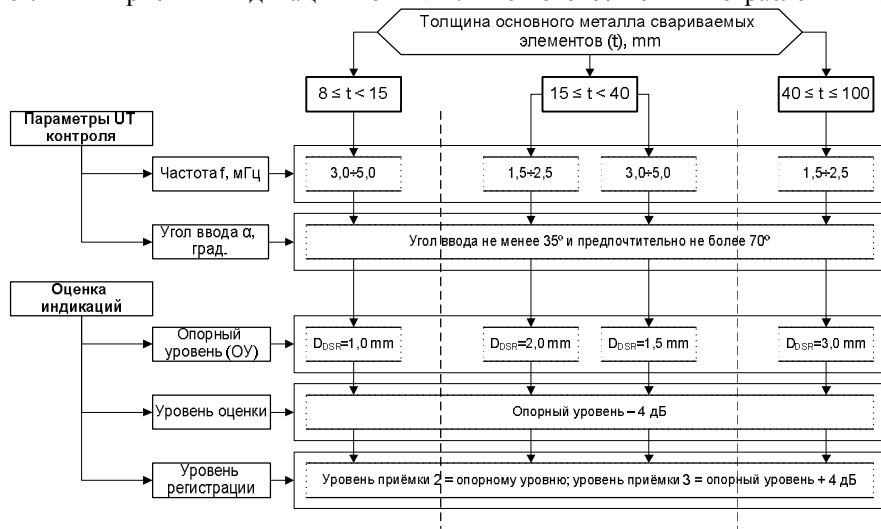 Толщина основного металла свариваемых
элементов (t), mm
8 ≤ t < 15
15 ≤ t < 40
40 ≤ t ≤ 100
Параметры UT
контроля
Частота f, мГц
3,0÷5,0
1,5÷2,5
3,0÷5,0
1,5÷2,5
Угол ввода α,
град.
Угол ввода не менее 35º и предпочтительно не более 70º
Оценка
индикаций
Опорный
уровень (ОУ)
D_DSR=1,0 mm
D_DSR=2,0 mm
D_DSR=1,5 mm
D_DSR=3,0 mm
Уровень оценки
Опорный уровень – 4 дБ
Уровень
регистрации
Уровень приёмки 2 = опорному уровню; уровень приёмки 3 = опорный уровень + 4 дБ